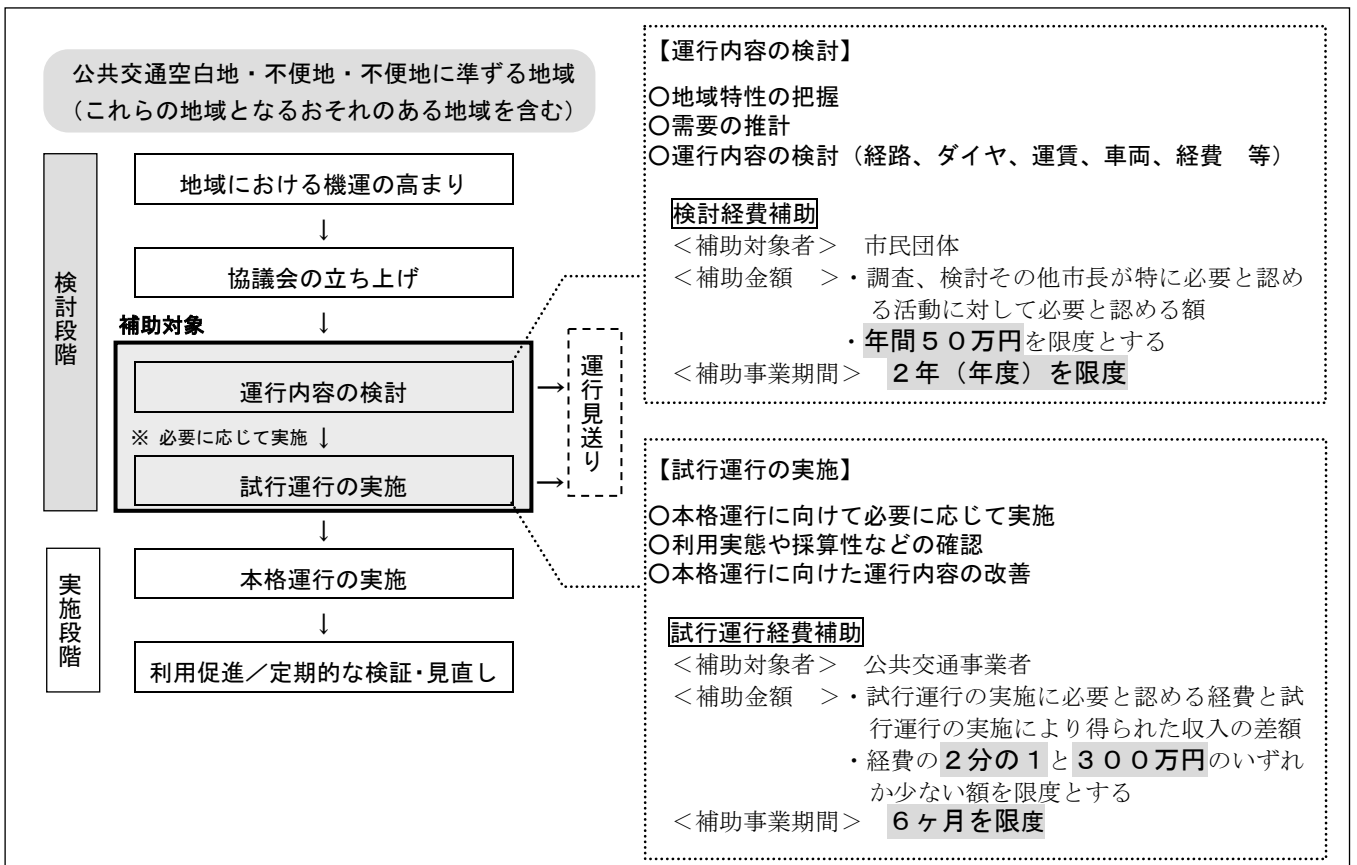 公共交通空白地・不便地・不便地に準ずる地域
(これらの地域となるおそれのある地域を含む)
検討段階
地域における機運の高まり
↓
協議会の立ち上げ
補助対象
↓
運行内容の検討
→
※ 必要に応じて実施 ↓
試行運行の実施
→
運行見送り
↓
実施段階
本格運行の実施
↓
利用促進／定期的な検証・見直し
【運行内容の検討】
○地域特性の把握
○需要の推計
○運行内容の検討（経路、ダイヤ、運賃、車両、経費　等）
検討経費補助
＜補助対象者＞　市民団体
＜補助金額　＞・調査、検討その他市長が特に必要と認め
る活動に対して必要と認める額
・年間５０万円を限度とする
＜補助事業期間＞　２年（年度）を限度
【試行運行の実施】
○本格運行に向けて必要に応じて実施
○利用実態や採算性などの確認
○本格運行に向けた運行内容の改善
試行運行経費補助
＜補助対象者＞　公共交通事業者
＜補助金額　＞・試行運行の実施に必要と認める経費と試
行運行の実施により得られた収入の差額
・経費の２分の１と３００万円のいずれ
か少ない額を限度とする
＜補助事業期間＞　６ヶ月を限度